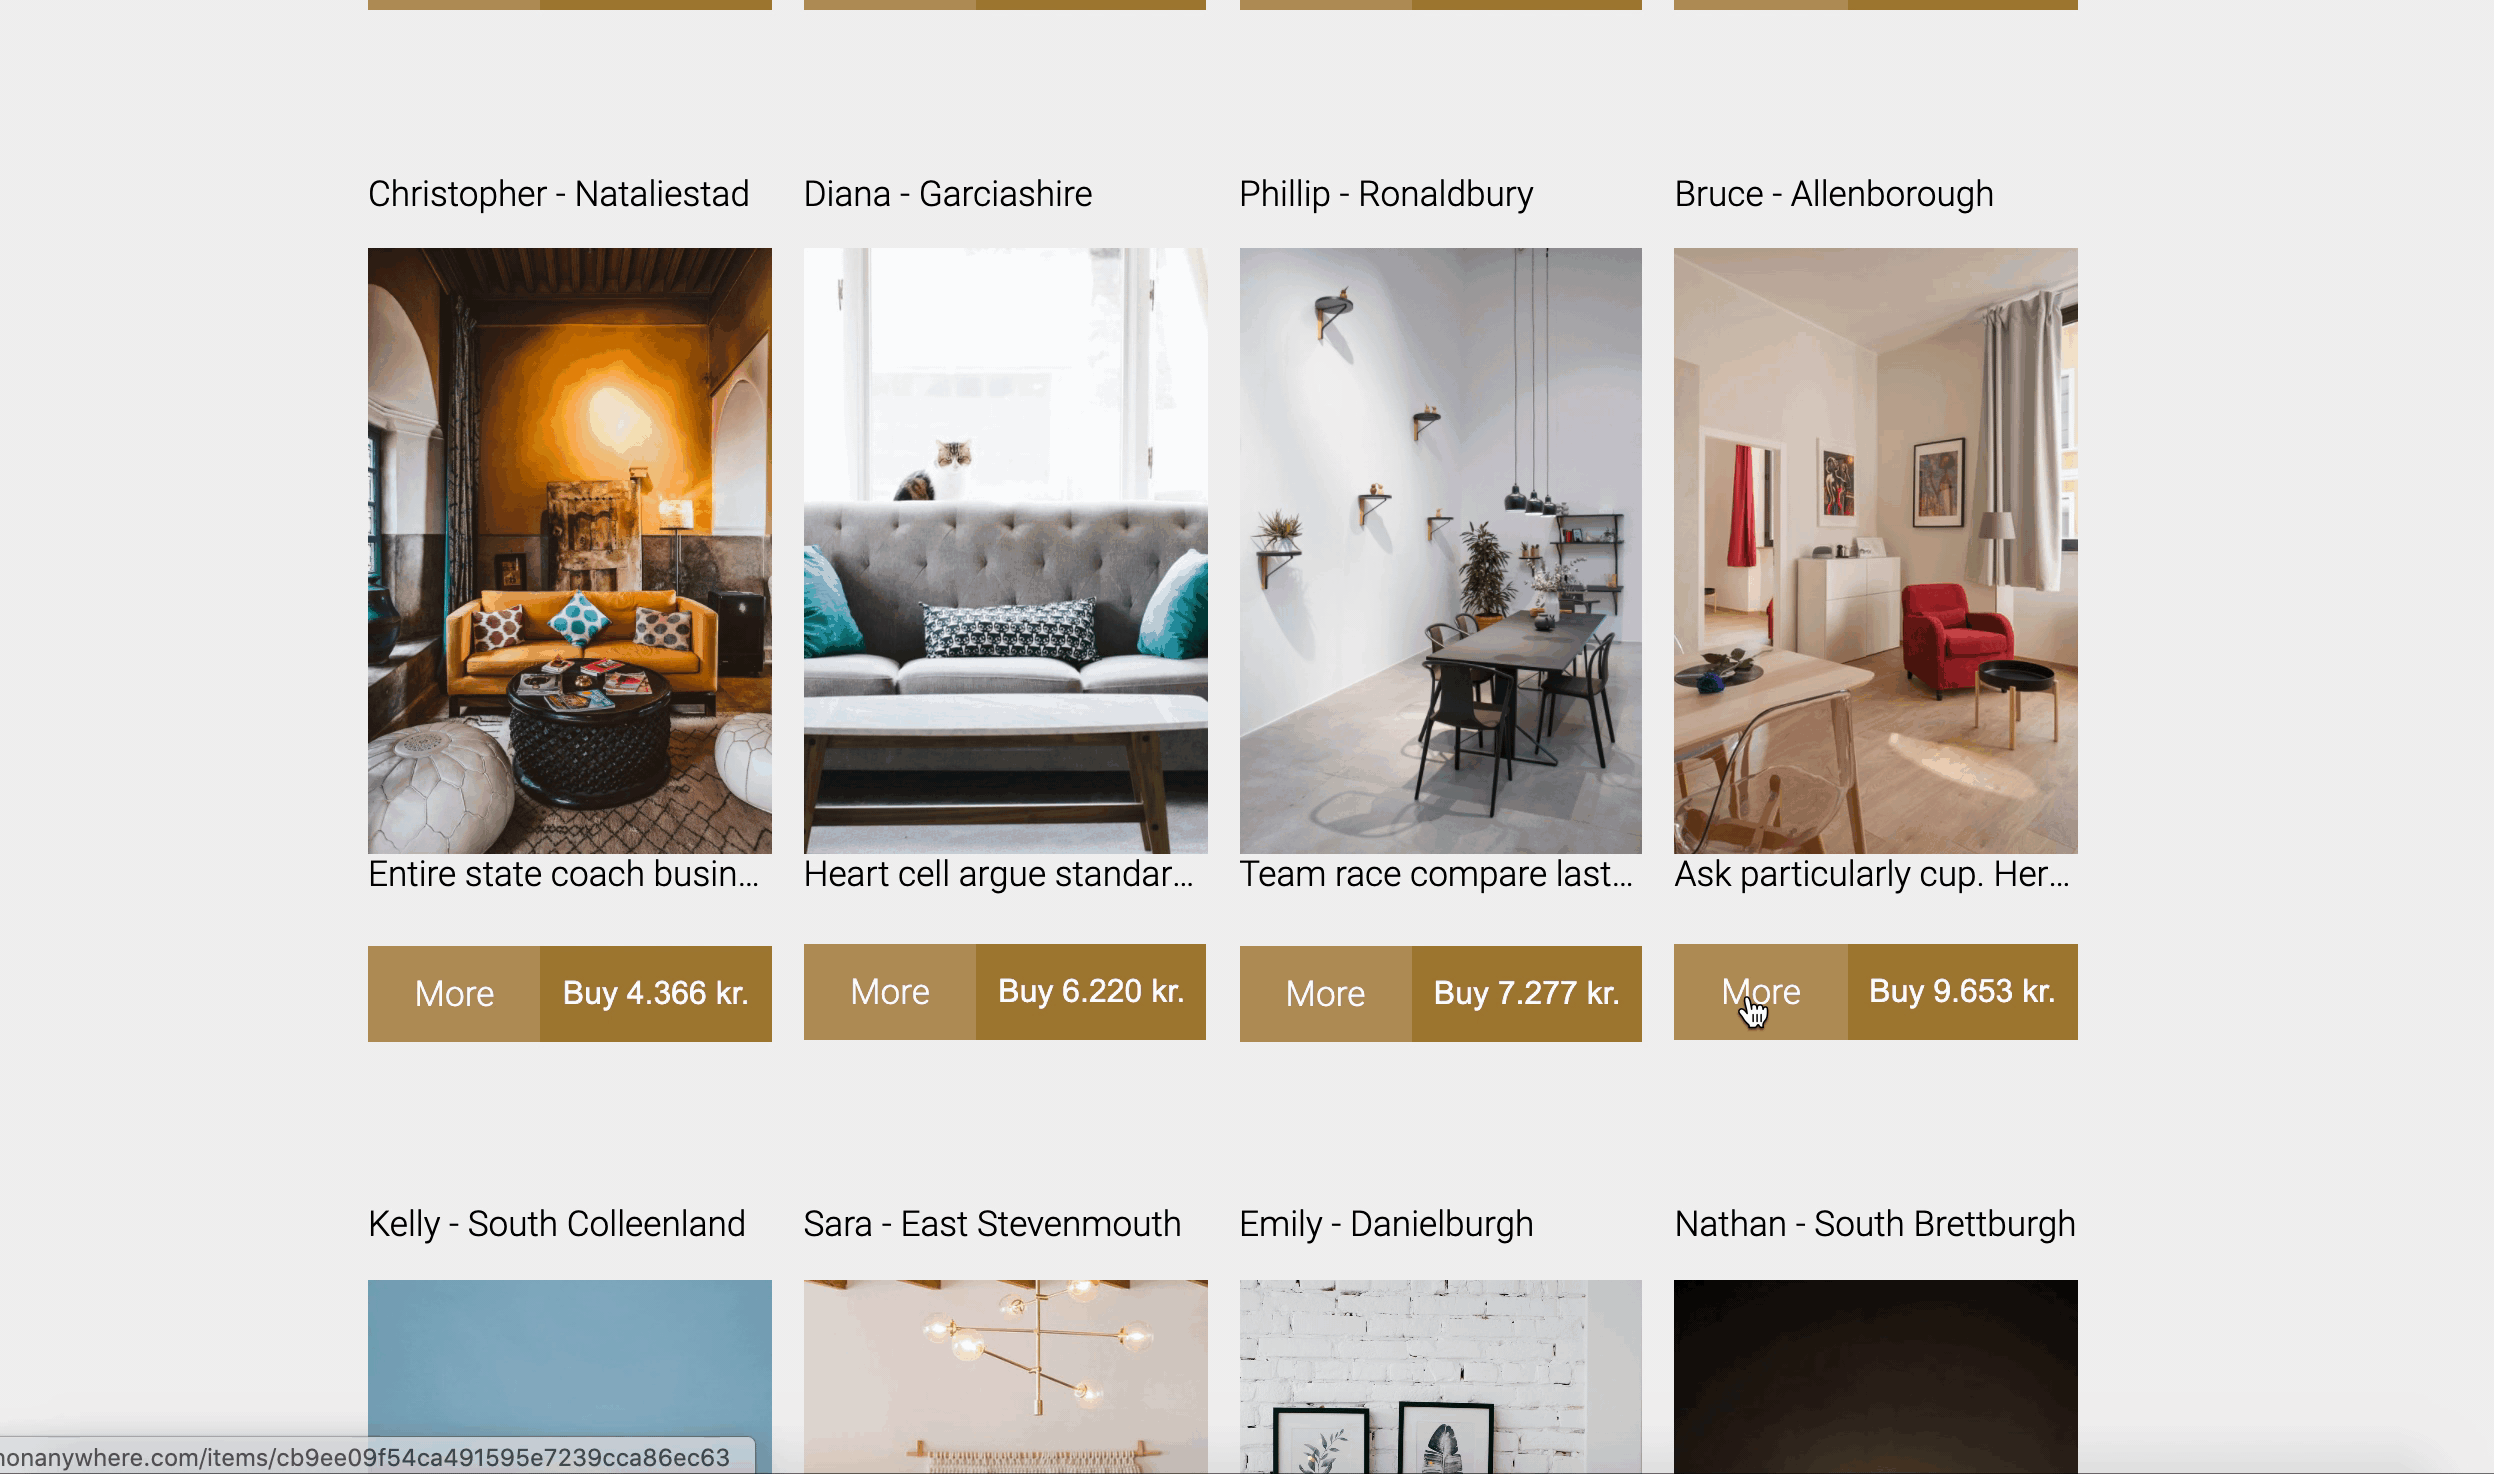 Christopher - Nataliestad
Diana - Garciashire
Phillip - Ronaldbury
Bruce - Allenborough
Entire state coach busin...
Heart cell argue standar...
Team race compare last...
Ask particularly cup. Her...
More
Buy 4.366 kr.
More
Buy 6.220 kr.
More
Buy 7.277 kr.
More
Buy 9.653 kr.
Kelly - South Colleenland
Sara - East Stevenmouth
Emily - Danielburgh
Nathan - South Brettburgh
honanywhere.com/items/cb9ee09f54ca491595e7239cca86ec63